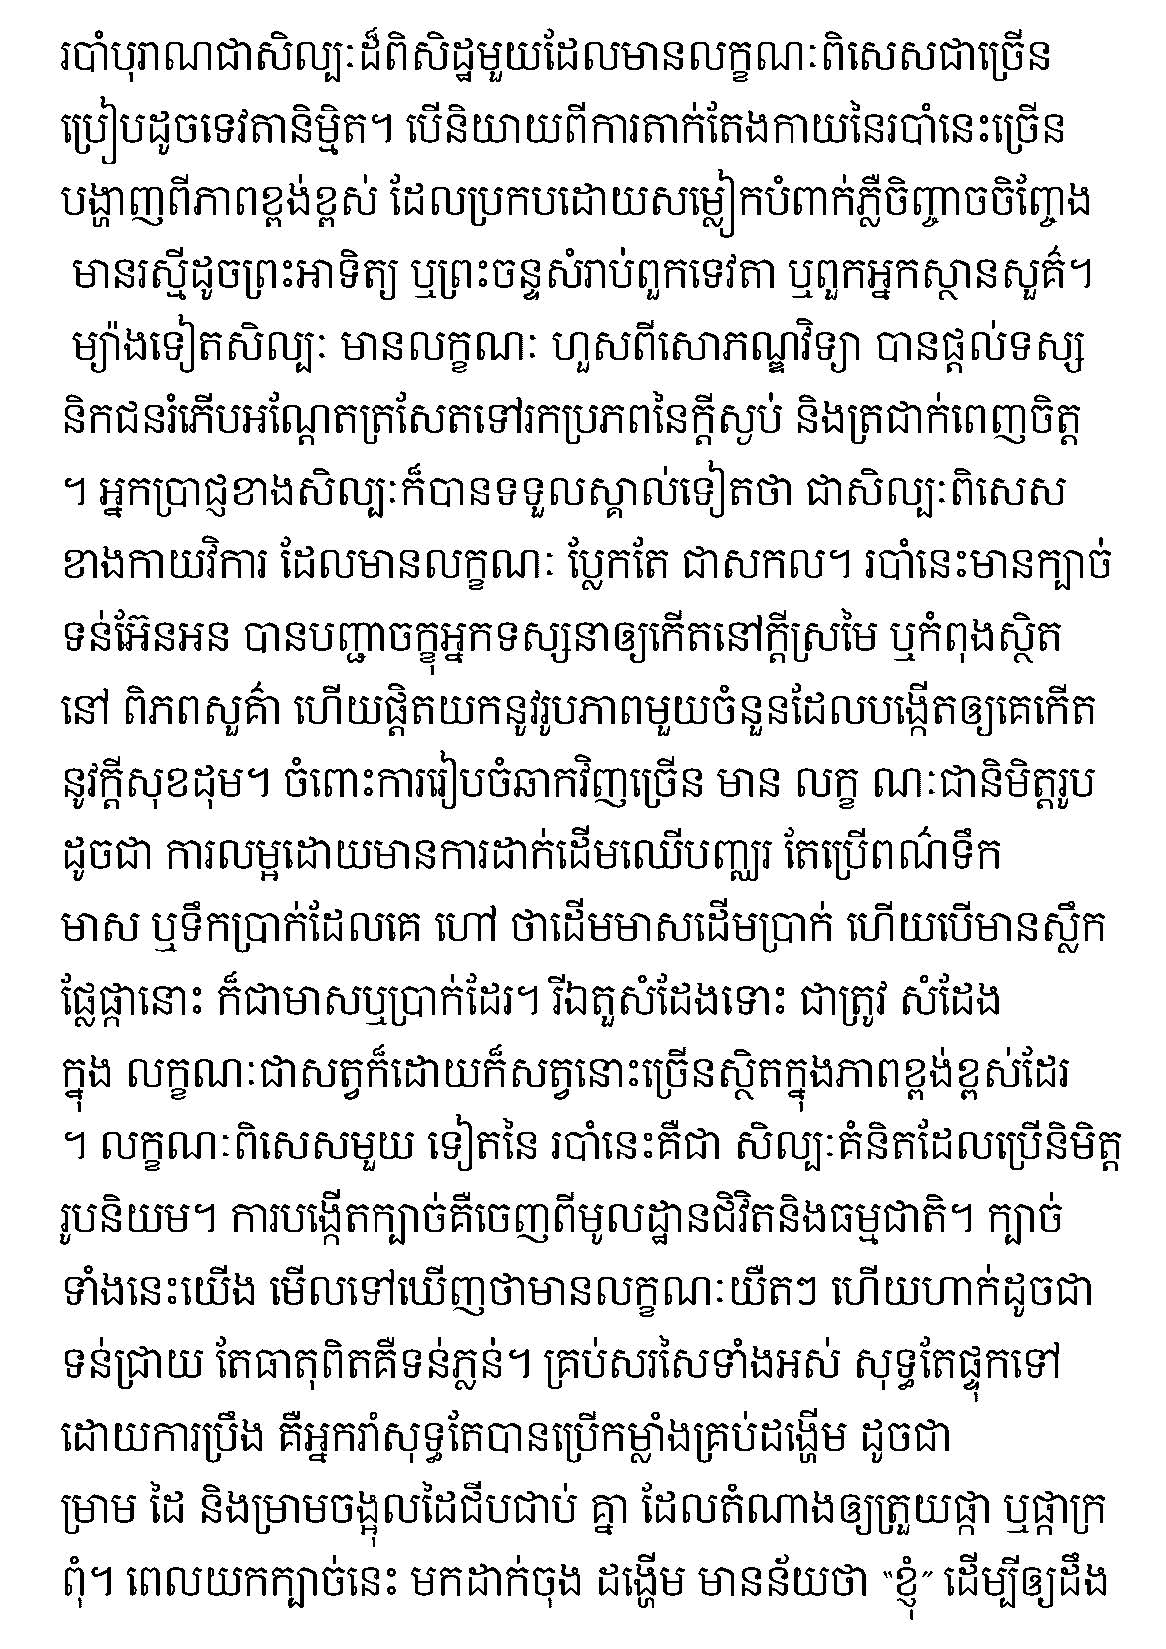 របាំបុរាណជាសិល្បៈដ៏ពិសិដ្ឋមួយដែលមានលក្ខណៈពិសេសជាច្រើន
ប្រៀបដូចទេវតានិម្មិត។ បើនិយាយពីការតាក់តែងកាយនៃរបាំនេះច្រើន
បង្ហាញពីភាពខ្ពង់ខ្ពស់ ដែលប្រកបដោយសម្លៀកបំពាក់ភ្លឺចិញ្ចាចចិញ្ចែង
មានរស្មីដូចព្រះអាទិត្យ ឬព្រះចន្ទសំរាប់ពួកទេវតា ឬពួកអ្នកស្ថានសួគ៌។
ម្យ៉ាងទៀតសិល្បៈ មានលក្ខណៈ ហួសពីសោភណ្ឌវិទ្យា បានផ្តល់ទស្ស
និកជនរំភើបអណ្តែតត្រសែតទៅរកប្រភពនៃក្តីស្ងប់ និងត្រជាក់ពេញចិត្ត
។ អ្នកប្រាជ្ញខាងសិល្បៈក៏បានទទួលស្គាល់ទៀតថា ជាសិល្បៈពិសេស
ខាងកាយវិការ ដែលមានលក្ខណៈ ប្លែកតែ ជាសកល។ របាំនេះមានក្បាច់
ទន់អ៊ែនអន បានបញ្ជាចក្ខុអ្នកទស្សនាឲ្យកើតនៅក្តីស្រមៃ ឬកំពុងស្ថិត
នៅ ពិភពសួគ៌ា ហើយផ្តិតយកនូវរូបភាពមួយចំនួនដែលបង្កើតឲ្យគេកើត
នូវក្តីសុខដុម។ ចំពោះការរៀបចំឆាកវិញច្រើន មាន លក្ខ ណៈជានិមិត្តរូប
ដូចជា ការលម្អដោយមានការដាក់ដើមឈើបញ្ឈរ តែប្រើពណ៌ទឹក
មាស ឬទឹកប្រាក់ដែលគេ ហៅ ថាដើមមាសដើមប្រាក់ ហើយបើមានស្លឹក
ផ្លែផ្កានោះ ក៏ជាមាសឬប្រាក់ដែរ។ រីឯតួសំដែងទោះ ជាត្រូវ សំដែង
ក្នុង លក្ខណៈជាសត្វក៏ដោយក៏សត្វនោះច្រើនស្ថិតក្នុងភាពខ្ពង់ខ្ពស់ដែរ
។ លក្ខណៈពិសេសមួយ ទៀតនៃ របាំនេះគឺជា សិល្បៈគំនិតដែលប្រើនិមិត្ត
រូបនិយម។ ការបង្កើតក្បាច់គឺចេញពីមូលដ្ឋានជិវិតនិងធម្មជាតិ។ ក្បាច់
ទាំងនេះយើង មើលទៅឃើញថាមានលក្ខណៈយឺតៗ ហើយហាក់ដូចជា
ទន់ជ្រាយ តែធាតុពិតគឺទន់ភ្លន់។ គ្រប់សរសៃទាំងអស់ សុទ្ធតែផ្ទុកទៅ
ដោយការប្រឹង គឺអ្នករាំសុទ្ធតែបានប្រើកម្លាំងគ្រប់ដង្ហើម ដូចជា
ម្រាម ដៃ និងម្រាមចង្អុលដៃជីបជាប់ គ្នា ដែលតំណាងឲ្យត្រួយផ្កា ឬផ្កាក្រ
ពុំ។ ពេលយកក្បាច់នេះ មកដាក់ចុង ដង្ហើម មានន័យថា “ខ្ញុំ” ដើម្បីឲ្យដឹង